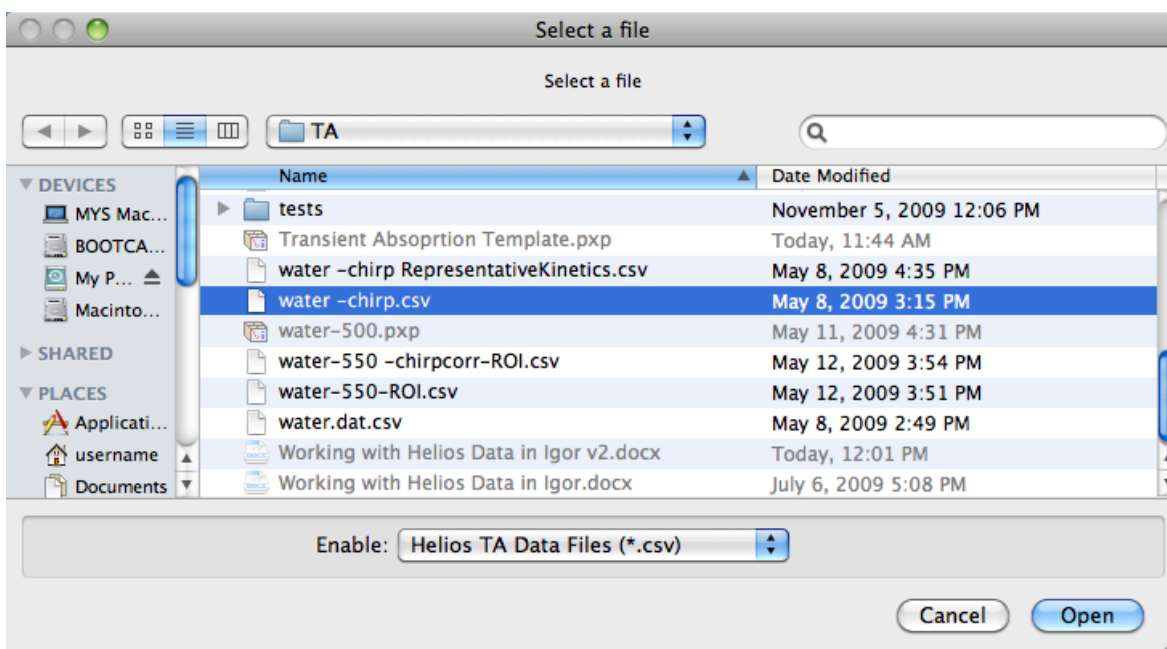 Select a file
Select a file
TA
Name Date Modified
DEVICES
MYS Mac...
BOOTCA...
My P...
Macinto...
SHARED
PLACES
Applicati...
username
Documents
tests November 5, 2009 12:06 PM
Transient Absoprtion Template.pxp Today, 11:44 AM
water -chirp RepresentativeKinetics.csv May 8, 2009 4:35 PM
water -chirp.csv May 8, 2009 3:15 PM
water-500.pxp May 11, 2009 4:31 PM
water-550 -chirpcorr-ROI.csv May 12, 2009 3:54 PM
water-550-ROI.csv May 12, 2009 3:51 PM
water.dat.csv May 8, 2009 2:49 PM
Working with Helios Data in Igor v2.docx Today, 12:01 PM
Working with Helios Data in Igor.docx July 6, 2009 5:08 PM
Enable: Helios TA Data Files (*.csv)
Cancel Open